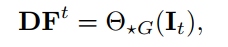 DF^t = Θ_{⋆G}(I_t),